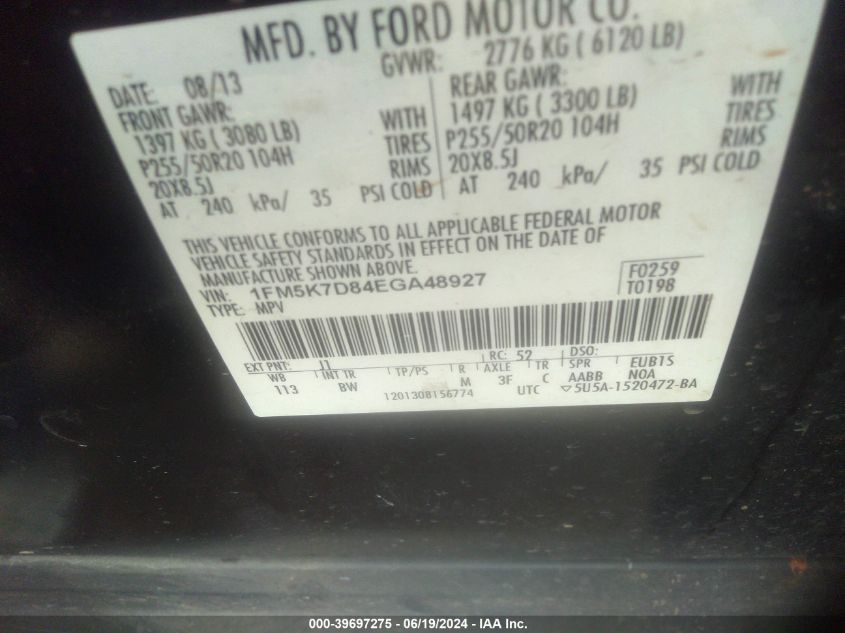 MFD. BY FORD MOTOR CO.
DATE: 08/13 GVWR: 2776 KG ( 6120 LB)
FRONT GAWR: REAR GAWR:
1397 KG ( 3080 LB) WITH 1497 KG ( 3300 LB) WITH
P255/50R20 104H TIRES P255/50R20 104H TIRES
20X8.5J RIMS 20X8.5J RIMS
AT 240 kPa/ 35 PSI COLD AT 240 kPa/ 35 PSI COLD
THIS VEHICLE CONFORMS TO ALL APPLICABLE FEDERAL MOTOR
VEHICLE SAFETY STANDARDS IN EFFECT ON THE DATE OF
MANUFACTURE SHOWN ABOVE.
VIN: 1FM5K7D84EGA48927 F0259
TYPE: MPV T0198
EXT PNT: J1 RC: 52 DSO:
WB INT TR TP/PS R AXLE TR SPR EUB1S
113 BW M 3F C AABB N0A
1201308156774 UTC ▽5U5A-1520472-BA
000-39697275 - 06/19/2024 - IAA Inc.